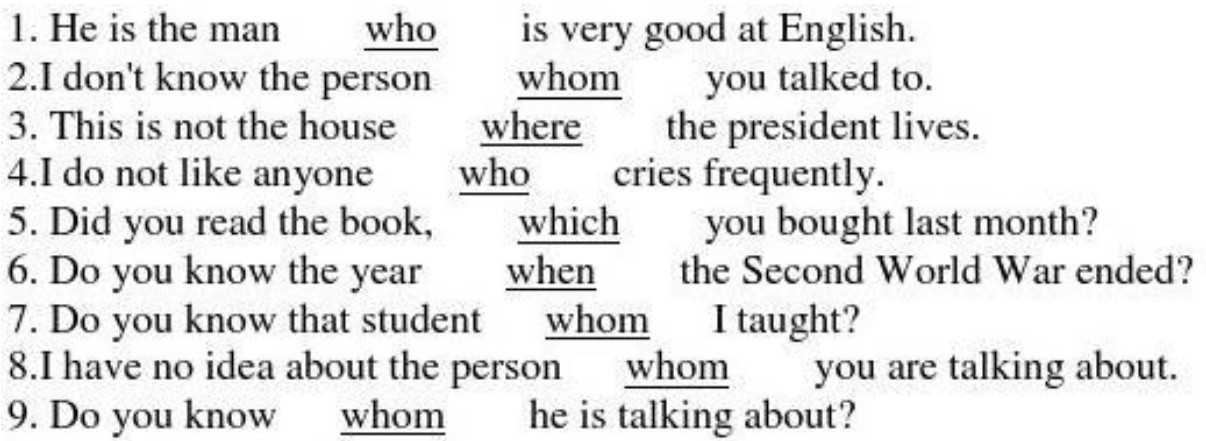 1. He is the man who is very good at English.
2.I don't know the person whom you talked to.
3. This is not the house where the president lives.
4.I do not like anyone who cries frequently.
5. Did you read the book, which you bought last month?
6. Do you know the year when the Second World War ended?
7. Do you know that student whom I taught?
8.I have no idea about the person whom you are talking about.
9. Do you know whom he is talking about?